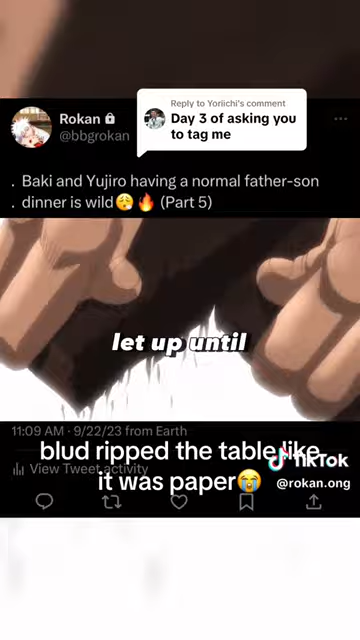 Reply to Yoriichi's comment
Day 3 of asking you
to tag me
Rokan
@bbgrokan
. Baki and Yujiro having a normal father-son
. dinner is wild😮‍💨🔥 (Part 5)
let up until
11:09 AM · 9/22/23 from Earth
blud ripped the table like
it was paper😭
View Tweet activity
TikTok
@rokan.ong